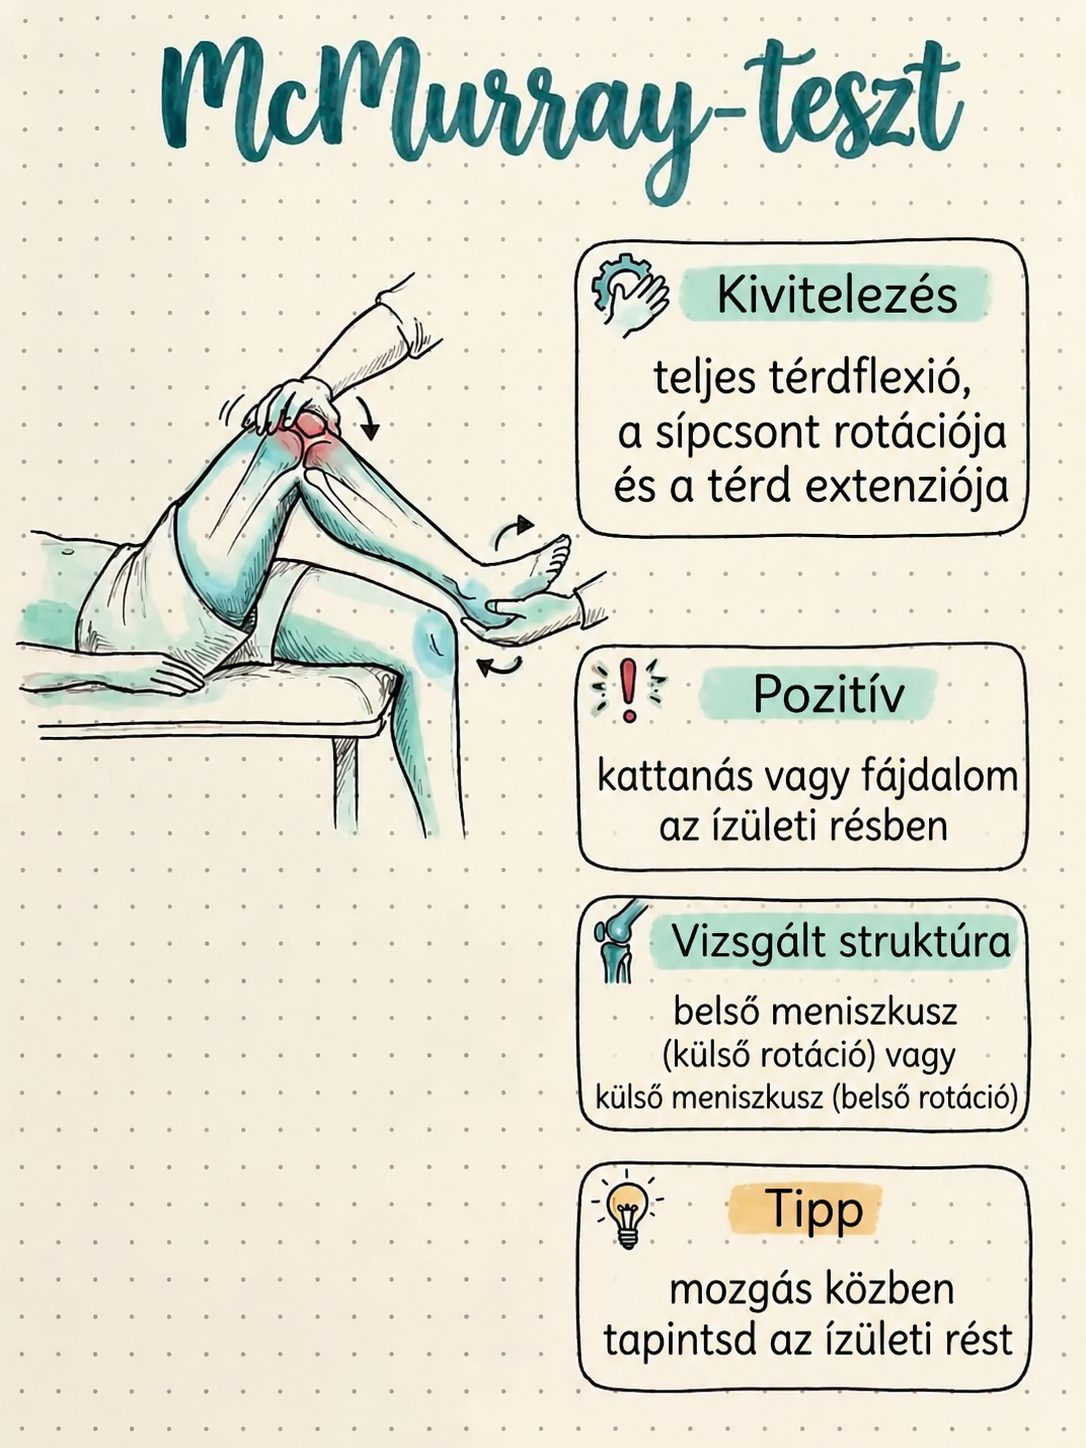 McMurray-teszt
Kivitelezés
teljes térdflexió,
a sípcsont rotációja
és a térd extenziója
Pozitív
kattanás vagy fájdalom
az ízületi résben
Vizsgált struktúra
belső meniszkusz
(külső rotáció) vagy
külső meniszkusz (belső rotáció)
Tipp
mozgás közben
tapintsd az ízületi rést